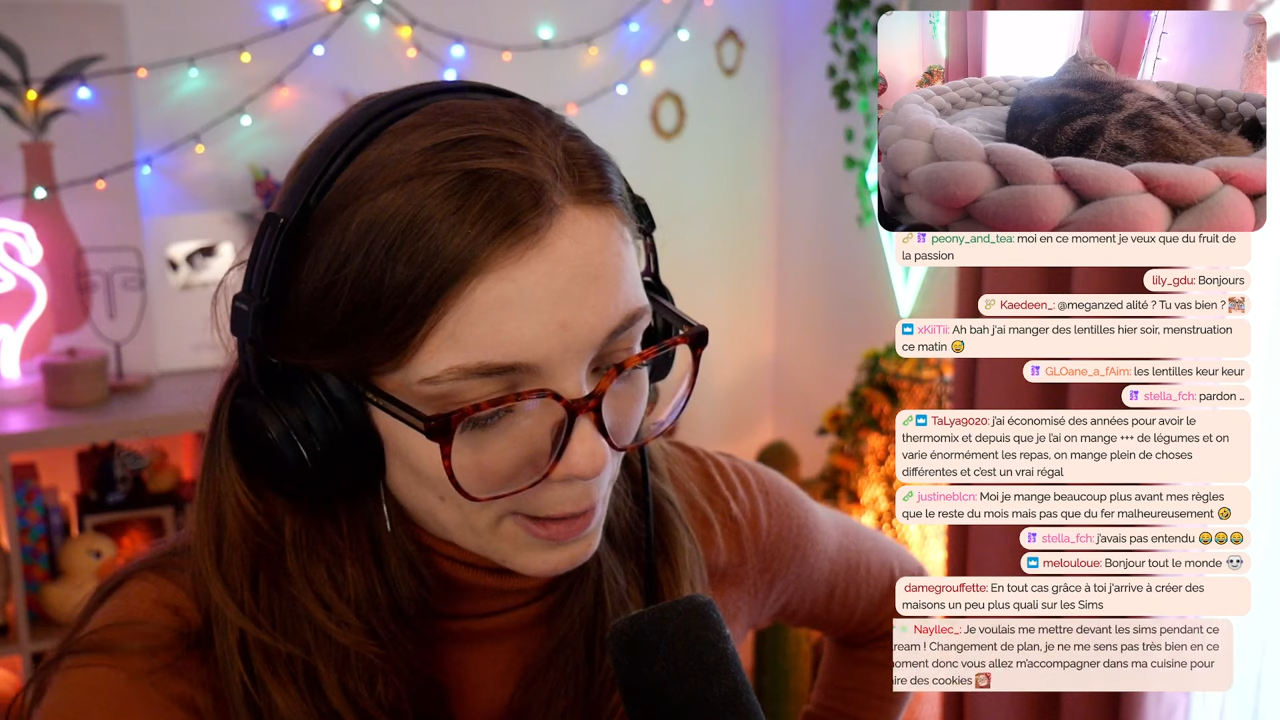 peony_and_tea: moi en ce moment je veux que du fruit de
la passion
lily_gdu: Bonjours
Kaedeen_: @meganzed alité ? Tu vas bien ?
xKiiTii: Ah bah j'ai manger des lentilles hier soir, menstruation
ce matin 😅
GLOane_a_fAim: les lentilles keur keur
stella_fch: pardon ..
TaLya9020: j'ai économisé des années pour avoir le
thermomix et depuis que je l'ai on mange +++ de légumes et on
varie énormément les repas, on mange plein de choses
différentes et c'est un vrai régal
justineblcn: Moi je mange beaucoup plus avant mes règles
que le reste du mois mais pas que du fer malheureusement 🤣
stella_fch: j'avais pas entendu 😂😂😂
melouloue: Bonjour tout le monde
damegrouffette: En tout cas grâce à toi j'arrive à créer des
maisons un peu plus quali sur les Sims
Nayllec_: Je voulais me mettre devant les sims pendant ce
ream ! Changement de plan, je ne me sens pas très bien en ce
oment donc vous allez m'accompagner dans ma cuisine pour
ire des cookies